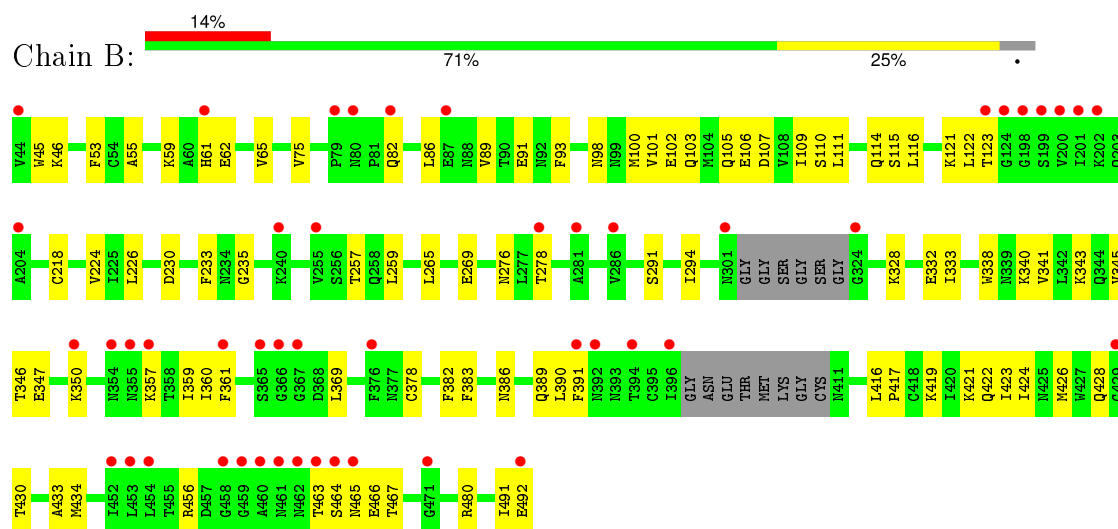 14%
Chain B:
71% 25%
V44 W45 K46 F53 C54 A55 K59 A60 H61 E62 V65 V75 P79 N80 P81 Q82 L86 E87 N88 V89 T90 E91 N92 F93 N98 N99 M100 V101 E102 Q103 M104 Q105 E106 D107 V108 I109 S110 L111 Q114 S115 L116 K121 L122 T123 G124 G198 S199 V200 I201 K202 Q203
A204 C218 V224 I225 L226 D230 F233 N234 G235 K240 V255 S256 T257 Q258 L259 L265 E269 N276 L277 T278 A281 V286 S291 I294 N301 GLY GLY SER GLY SER GLY G324 K328 E332 I333 W338 N339 K340 V341 L342 K343 Q344 V345
T346 E347 K350 N354 N355 K357 T358 I359 I360 F361 S365 G366 G367 D368 L369 F376 N377 C378 F382 F383 N386 Q389 L390 F391 N392 N393 T394 C395 I396 GLY ASN GLU THR MET LYS GLY CYS N411 L416 P417 C418 K419 I420 K421 Q422 I423 I424 N425 M426 W427 Q428 G429
T430 A433 M434 I452 L453 L454 T455 R456 D457 G458 G459 A460 N461 N462 T463 S464 N465 E466 T467 G471 R480 I491 E492